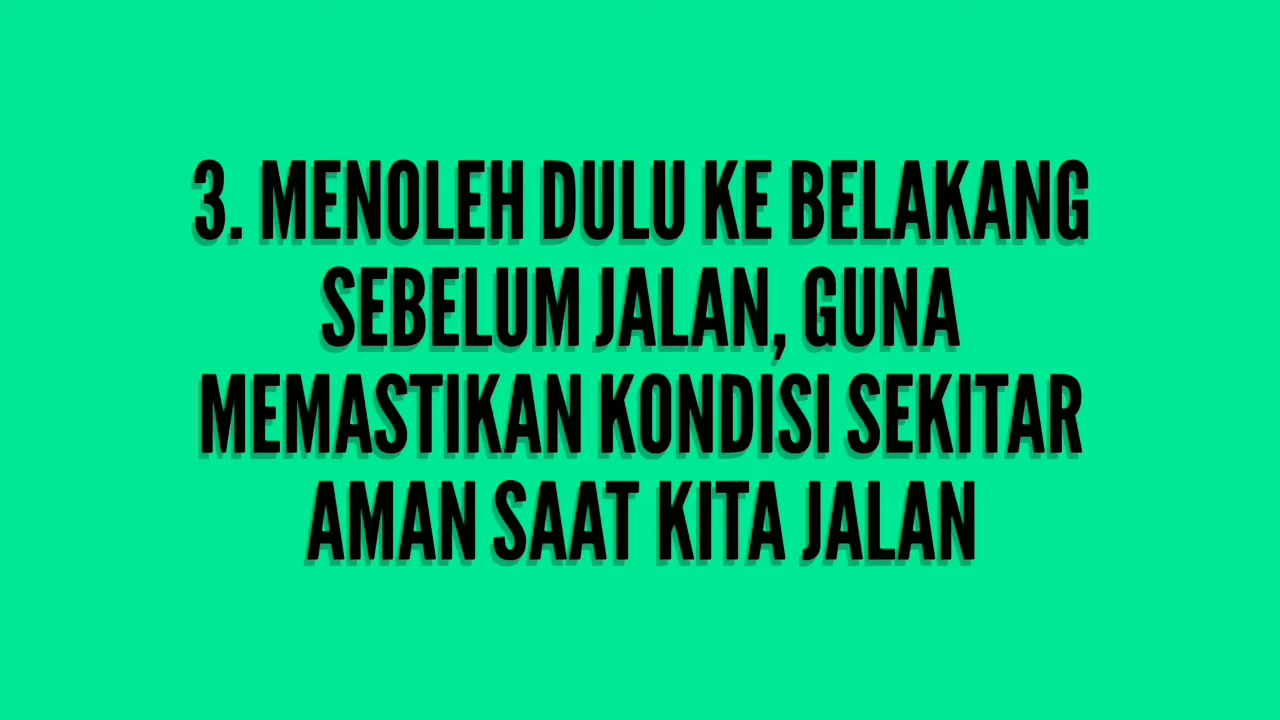 3. MENOLEH DULU KE BELAKANG
SEBELUM JALAN, GUNA
MEMASTIKAN KONDISI SEKITAR
AMAN SAAT KITA JALAN